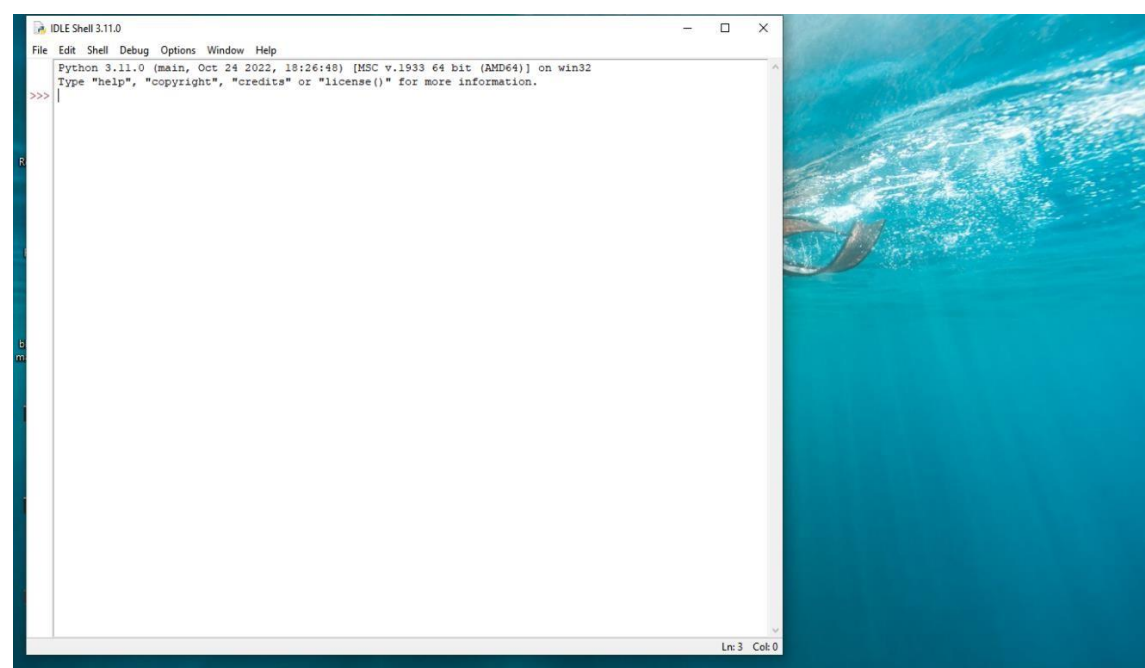 IDLE Shell 3.11.0
File Edit Shell Debug Options Window Help
Python 3.11.0 (main, Oct 24 2022, 18:26:48) [MSC v.1933 64 bit (AMD64)] on win32
Type "help", "copyright", "credits" or "license()" for more information.
>>>
Ln: 3 Col: 0